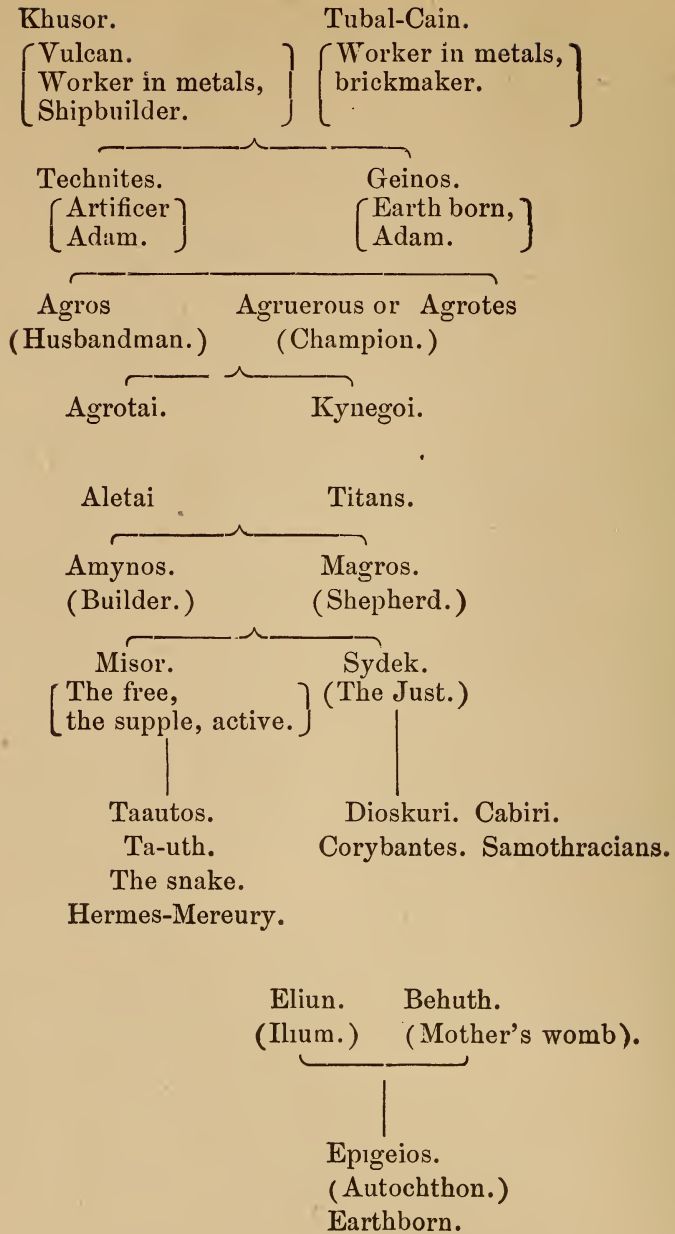 Khusor. Tubal-Cain.
Vulcan. Worker in metals,
Worker in metals, brickmaker.
Shipbuilder.
Technites. Geinos.
Artificer Earth born,
Adam. Adam.
Agros Agruerous or Agrotes
(Husbandman.) (Champion.)
Agrotai. Kynegoi.
Aletai Titans.
Amynos. Magros.
(Builder.) (Shepherd.)
Misor. Sydek.
The free, (The Just.)
the supple, active.
Taautos. Dioskuri. Cabiri.
Ta-uth. Corybantes. Samothracians.
The snake.
Hermes-Mereury.
Eliun. Behuth.
(Ilıum.) (Mother's womb).
Epıgeios.
(Autochthon.)
Earthborn.